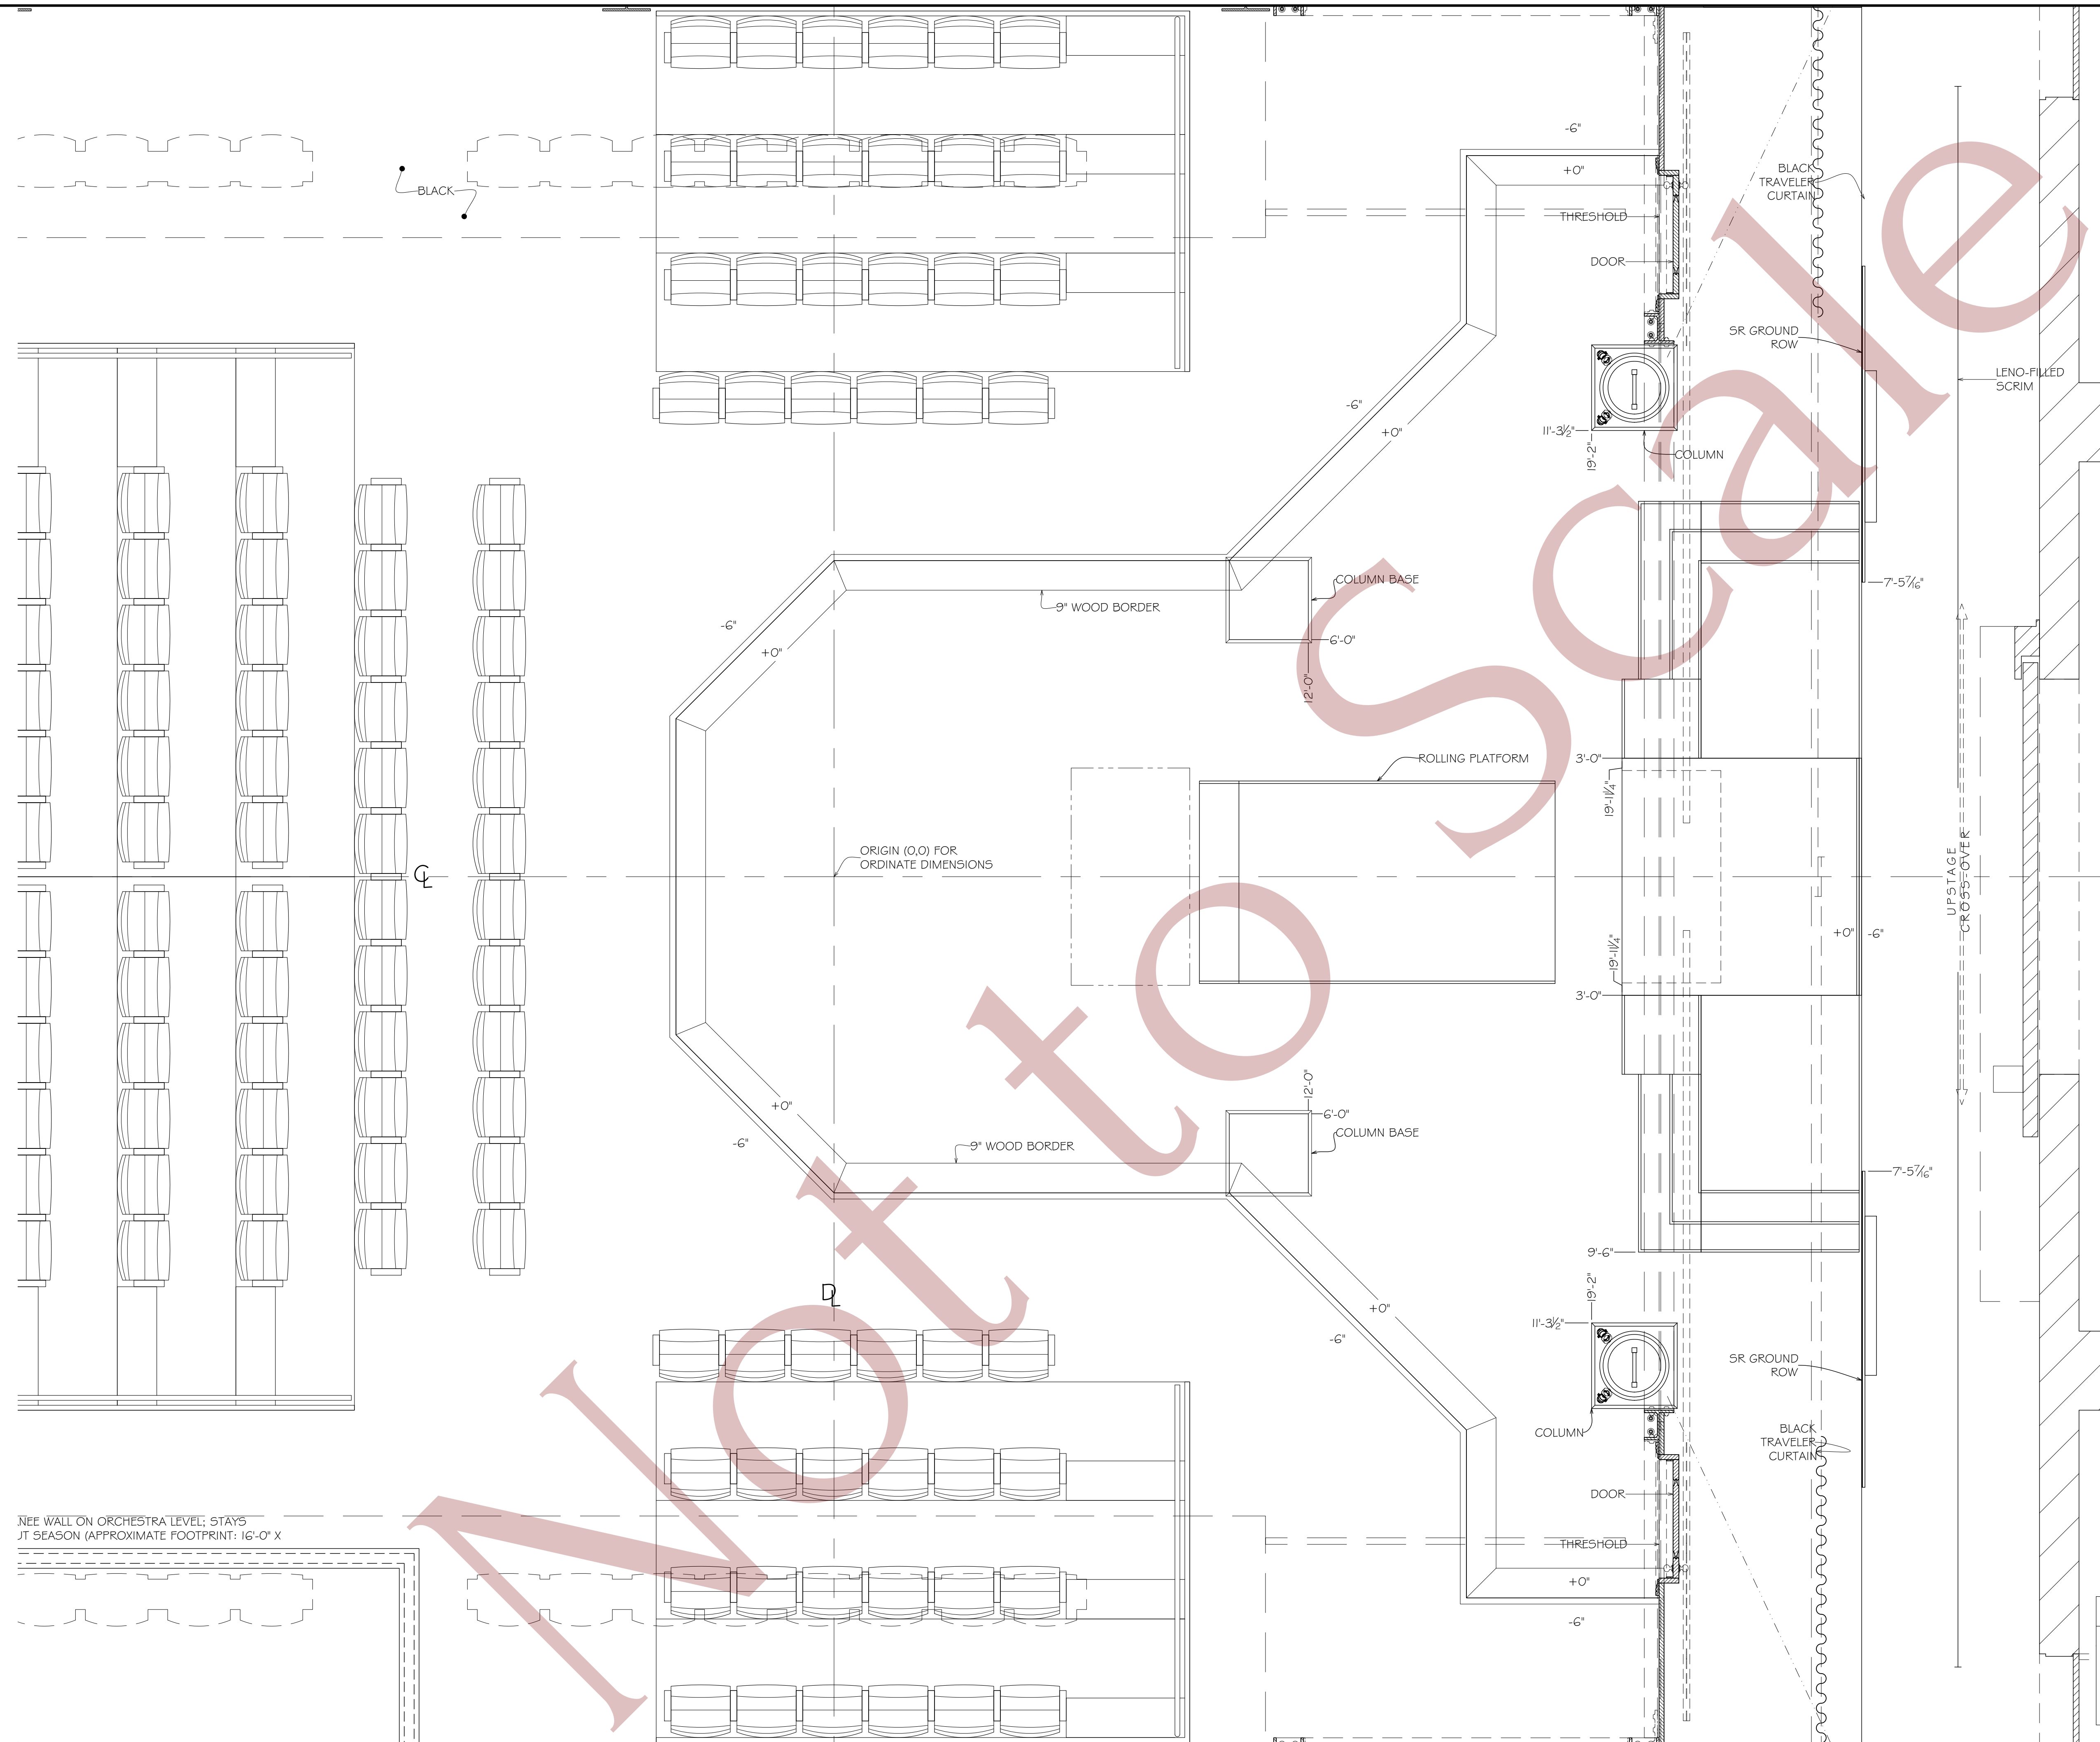 -6"
+0"
BLACK
TRAVELER
CURTAIN
BLACK
THRESHOLD
DOOR
SR GROUND
ROW
LENO-FILLED
SCRIM
-6"
+0"
11'-3½"
19'-2"
COLUMN
COLUMN BASE
7'-5⁷⁄₁₆"
9" WOOD BORDER
-6"
6'-0"
+0"
12'-0"
ROLLING PLATFORM
3'-0"
19'-11¼"
ORIGIN (0,0) FOR
ORDINATE DIMENSIONS
CL
UPSTAGE
CROSS-OVER
19'-11¼"
+0"
-6"
3'-0"
12'-0"
+0"
6'-0"
COLUMN BASE
-6"
9" WOOD BORDER
7'-5⁷⁄₁₆"
9'-6"
DL
19'-2"
+0"
11'-3½"
-6"
SR GROUND
ROW
COLUMN
BLACK
TRAVELER
CURTAIN
DOOR
NEE WALL ON ORCHESTRA LEVEL; STAYS
UT SEASON (APPROXIMATE FOOTPRINT: 16'-0" X
THRESHOLD
+0"
-6"
Not to Scale